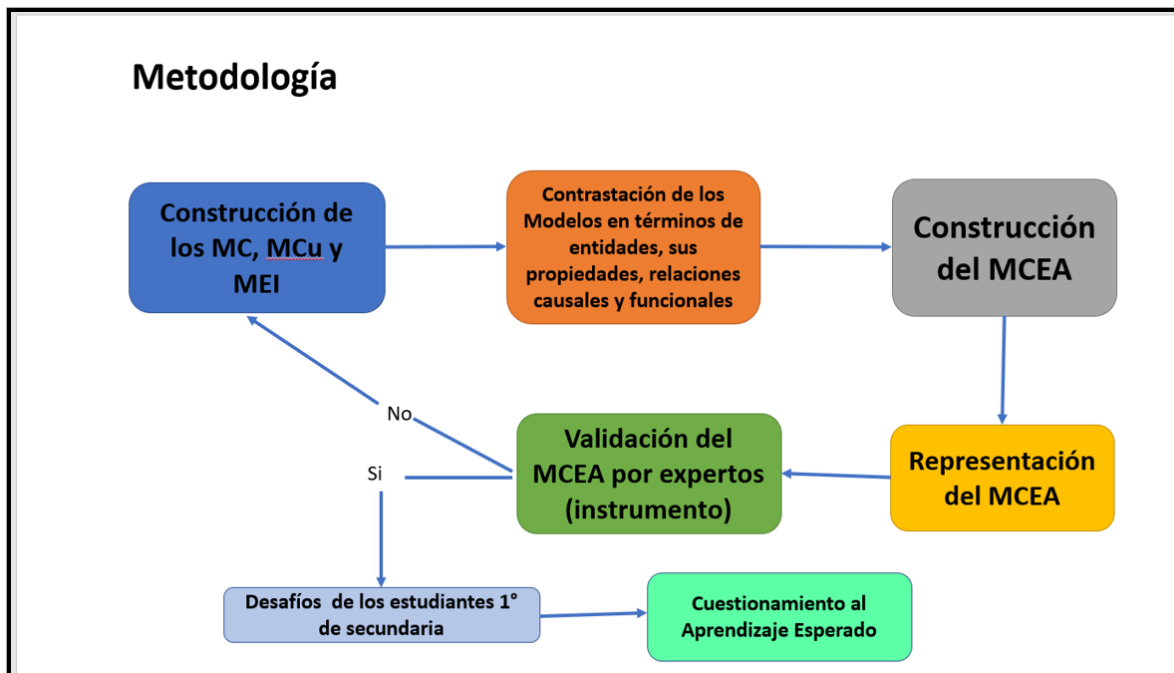 Metodología
Construcción de
los MC, MCu y
MEI
Contrastación de los
Modelos en términos de
entidades, sus
propiedades, relaciones
causales y funcionales
Construcción
del MCEA
Representación
del MCEA
Validación del
MCEA por expertos
(instrumento)
No
Si
Desafíos de los estudiantes 1°
de secundaria
Cuestionamiento al
Aprendizaje Esperado